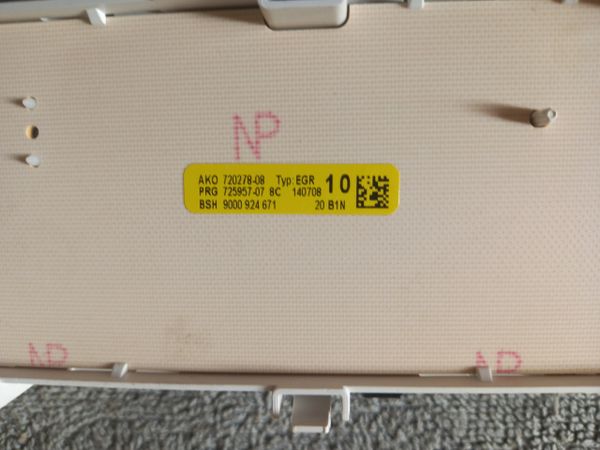 NP
AKO 720278-08 Typ: EGR 10
PRG 725957-07 8C 140708
BSH 9000 924 671 20 B1N
NP
NP